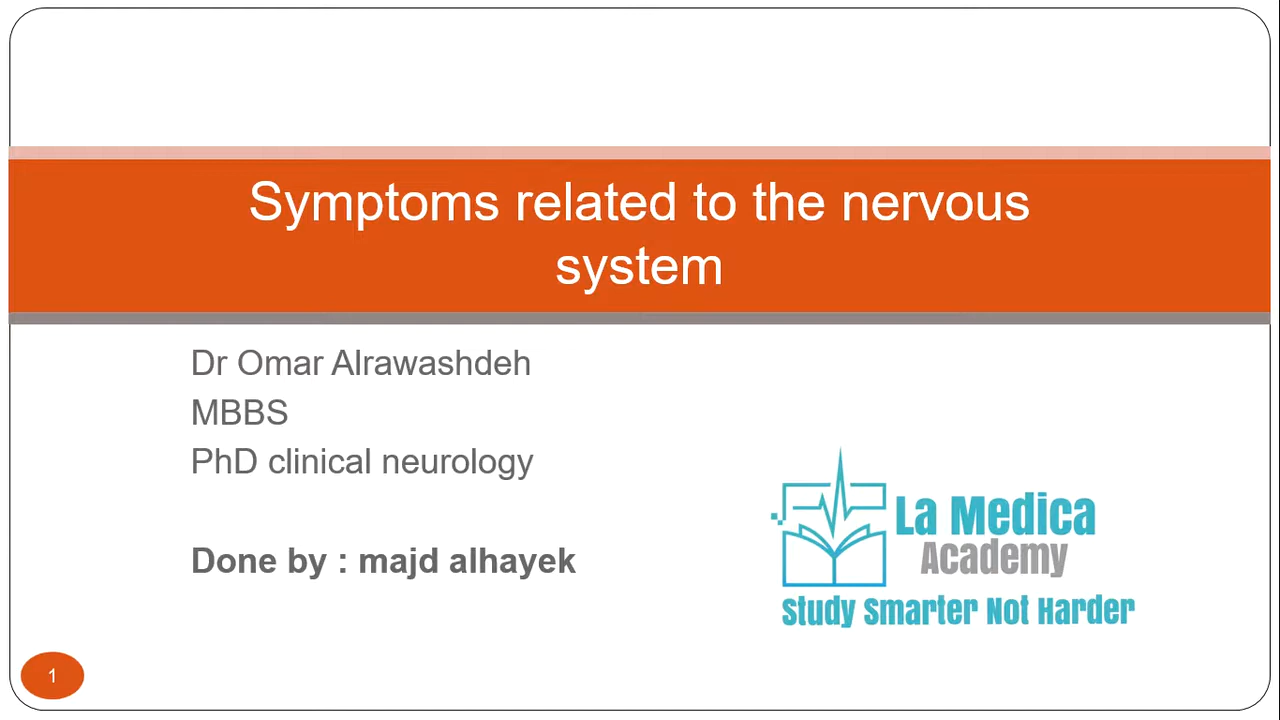 Symptoms related to the nervous
system
Dr Omar Alrawashdeh
MBBS
PhD clinical neurology
Done by : majd alhayek
La Medica
Academy
Study Smarter Not Harder
1